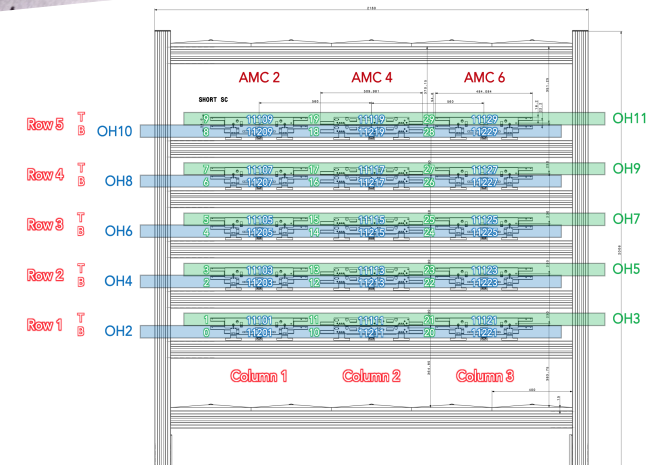 2180
AMC 2 AMC 4 AMC 6
SHORT SC
560 560
Row 5 T 9 11109 19 11119 29 11129 OH11
B OH10 8 11209 18 11219 28 11229
Row 4 T 7 11107 17 11117 27 11127 OH9
B OH8 6 11207 16 11217 26 11227
Row 3 T 5 11105 15 11115 25 11125 OH7
B OH6 4 11205 14 11215 24 11225
Row 2 T 3 11103 13 11113 23 11123 OH5
B OH4 2 11203 12 11213 22 11223
Row 1 T 1 11101 11 21 11121 OH3
B OH2 0 11201 10 11211 20 11221
Column 1 Column 2 Column 3